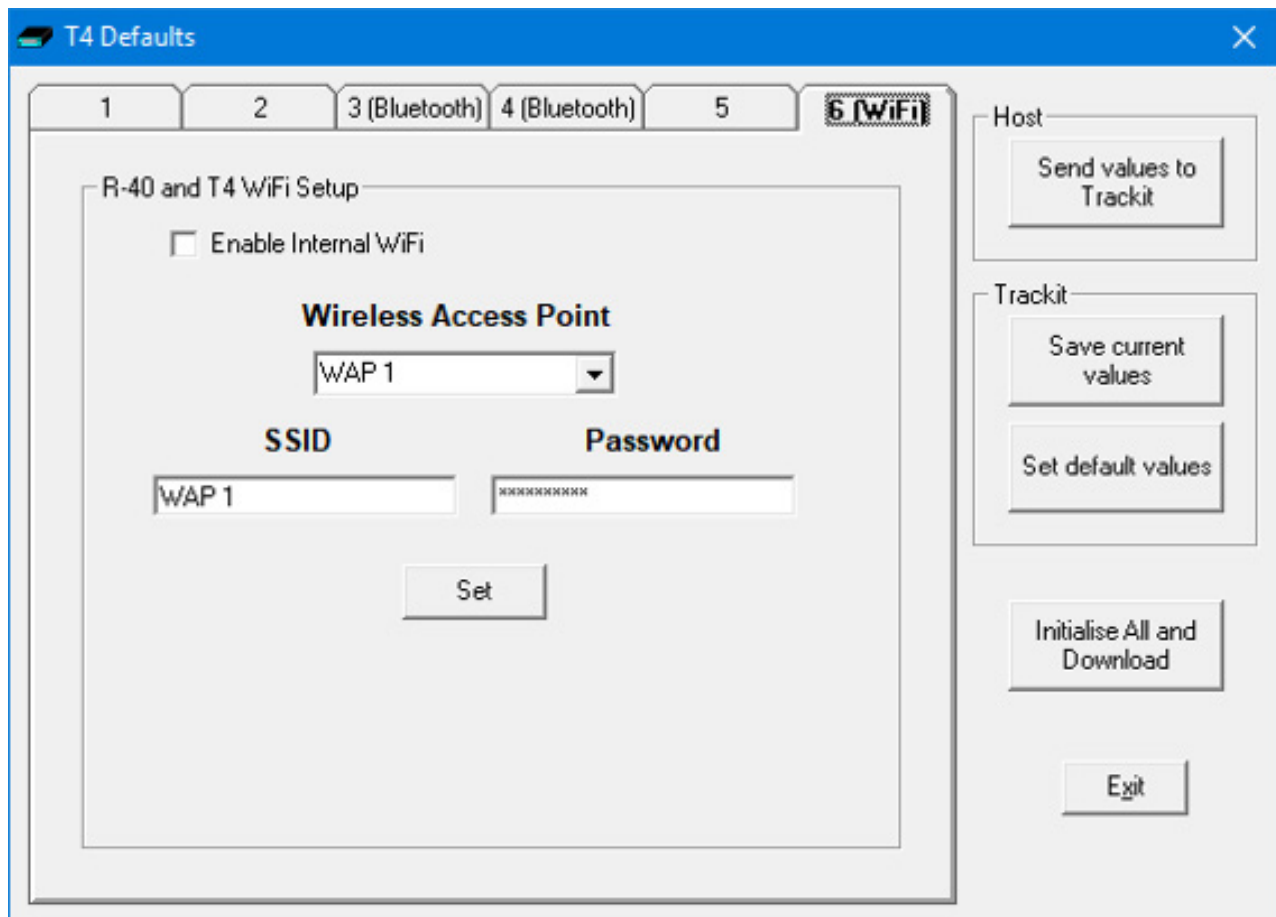 T4 Defaults
1
2
3 (Bluetooth)
4 (Bluetooth)
5
6 (WiFi)
R-40 and T4 WiFi Setup
Enable Internal WiFi
Wireless Access Point
WAP 1
SSID
Password
WAP 1
**********
Set
Host
Send values to
Trackit
Trackit
Save current
values
Set default values
Initialise All and
Download
Exit